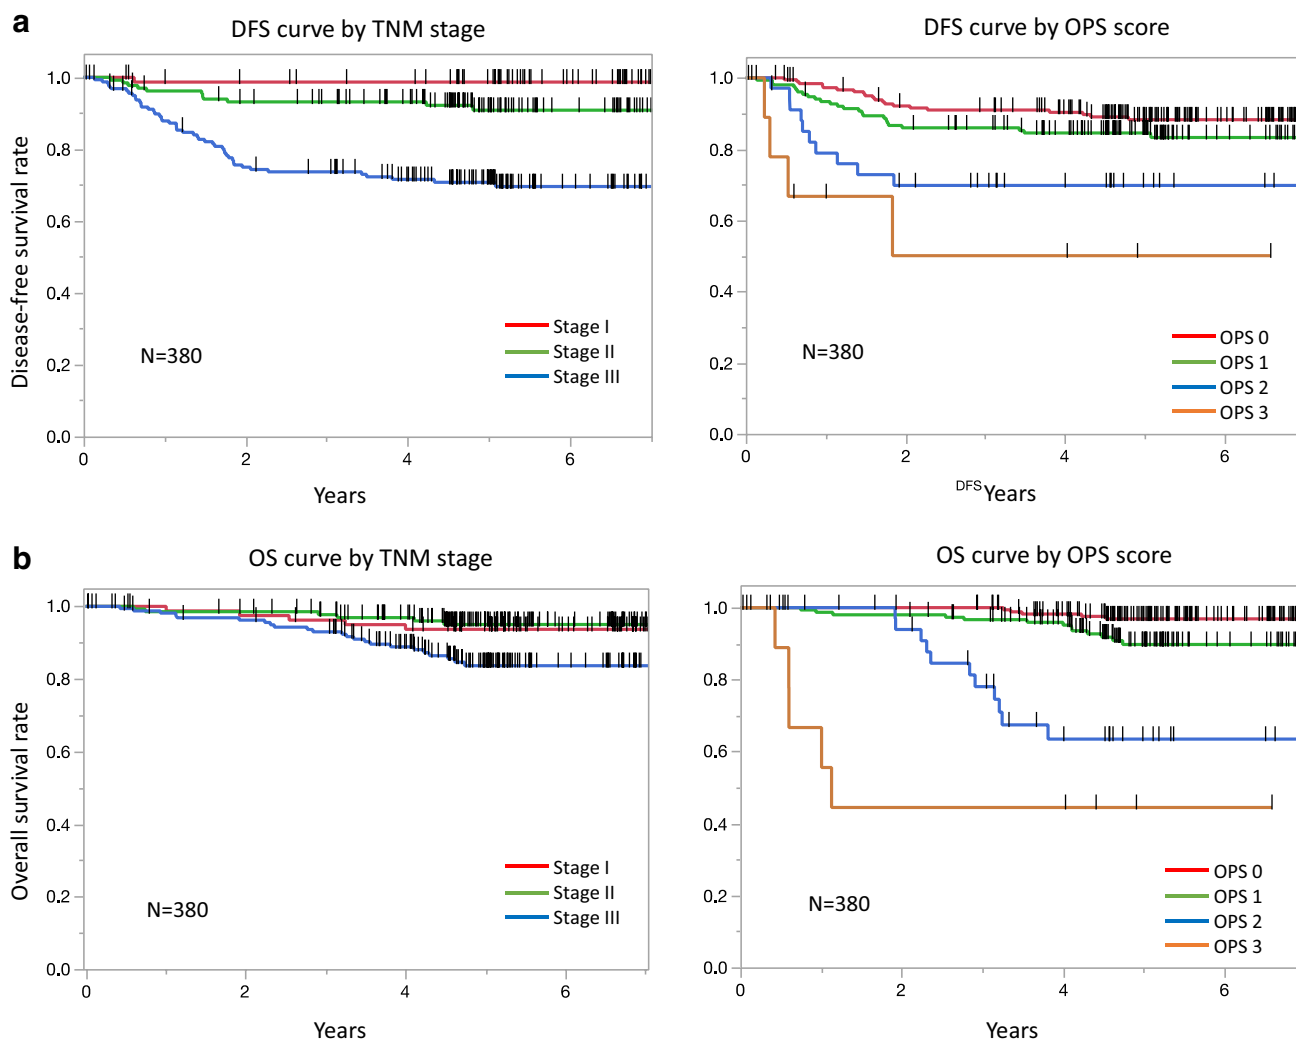 a
DFS curve by TNM stage
Disease-free survival rate
1.0
0.8
0.6
0.4
0.2
0.0
0 2 4 6
Years
N=380
Stage I
Stage II
Stage III
DFS curve by OPS score
1.0
0.8
0.6
0.4
0.2
0.0
0 2 4 6
DFS Years
N=380
OPS 0
OPS 1
OPS 2
OPS 3
b
OS curve by TNM stage
Overall survival rate
1.0
0.8
0.6
0.4
0.2
0.0
0 2 4 6
Years
N=380
Stage I
Stage II
Stage III
OS curve by OPS score
1.0
0.8
0.6
0.4
0.2
0.0
0 2 4 6
Years
N=380
OPS 0
OPS 1
OPS 2
OPS 3